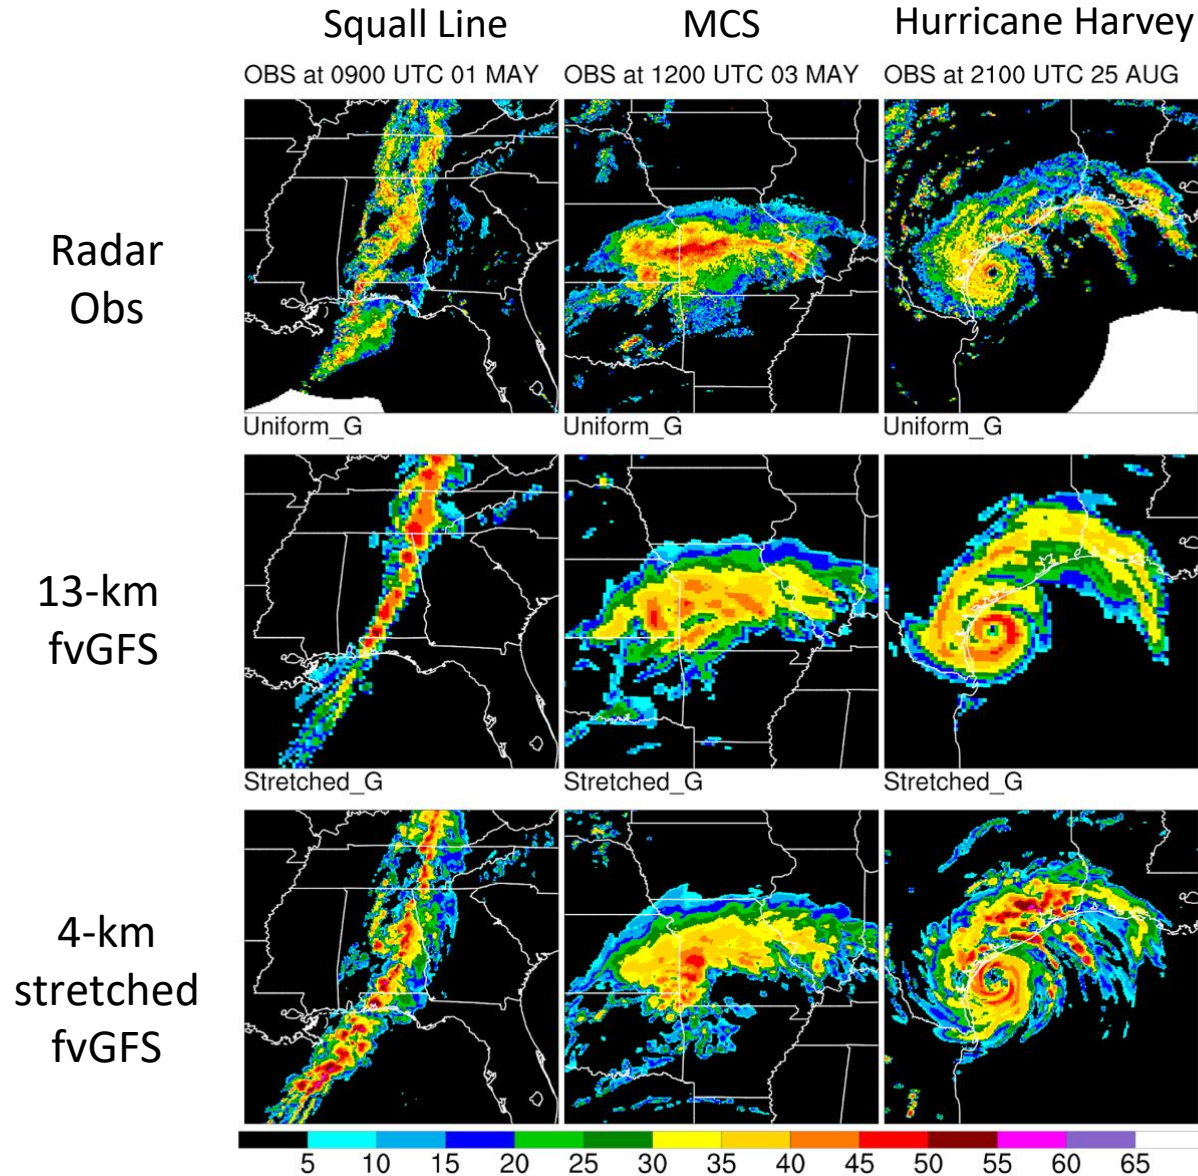 Squall Line
MCS
Hurricane Harvey
OBS at 0900 UTC 01 MAY
OBS at 1200 UTC 03 MAY
OBS at 2100 UTC 25 AUG
Radar
Obs
Uniform_G
Uniform_G
Uniform_G
13-km
fvGFS
Stretched_G
Stretched_G
Stretched_G
4-km
stretched
fvGFS
5 10 15 20 25 30 35 40 45 50 55 60 65